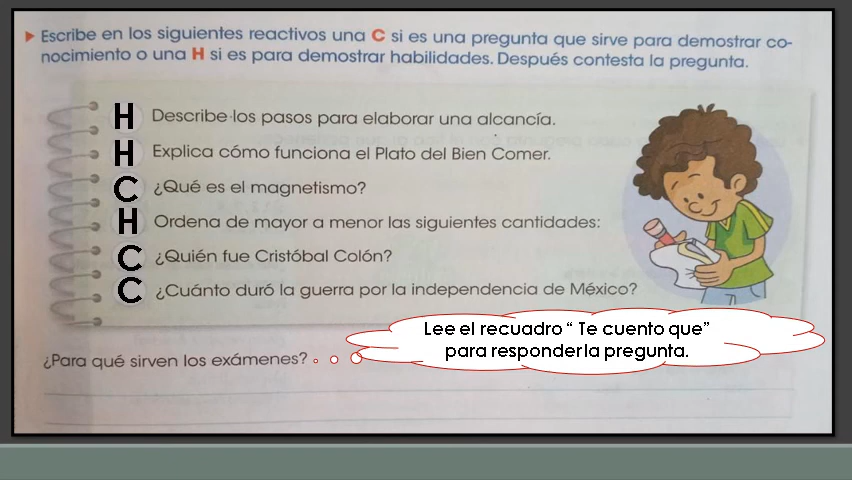 Escribe en los siguientes reactivos una C si es una pregunta que sirve para demostrar co-
nocimiento o una H si es para demostrar habilidades. Después contesta la pregunta.
H Describe los pasos para elaborar una alcancía.
H Explica cómo funciona el Plato del Bien Comer.
C ¿Qué es el magnetismo?
H Ordena de mayor a menor las siguientes cantidades:
C ¿Quién fue Cristóbal Colón?
C ¿Cuánto duró la guerra por la independencia de México?
Lee el recuadro “ Te cuento que”
para responder la pregunta.
¿Para qué sirven los exámenes?